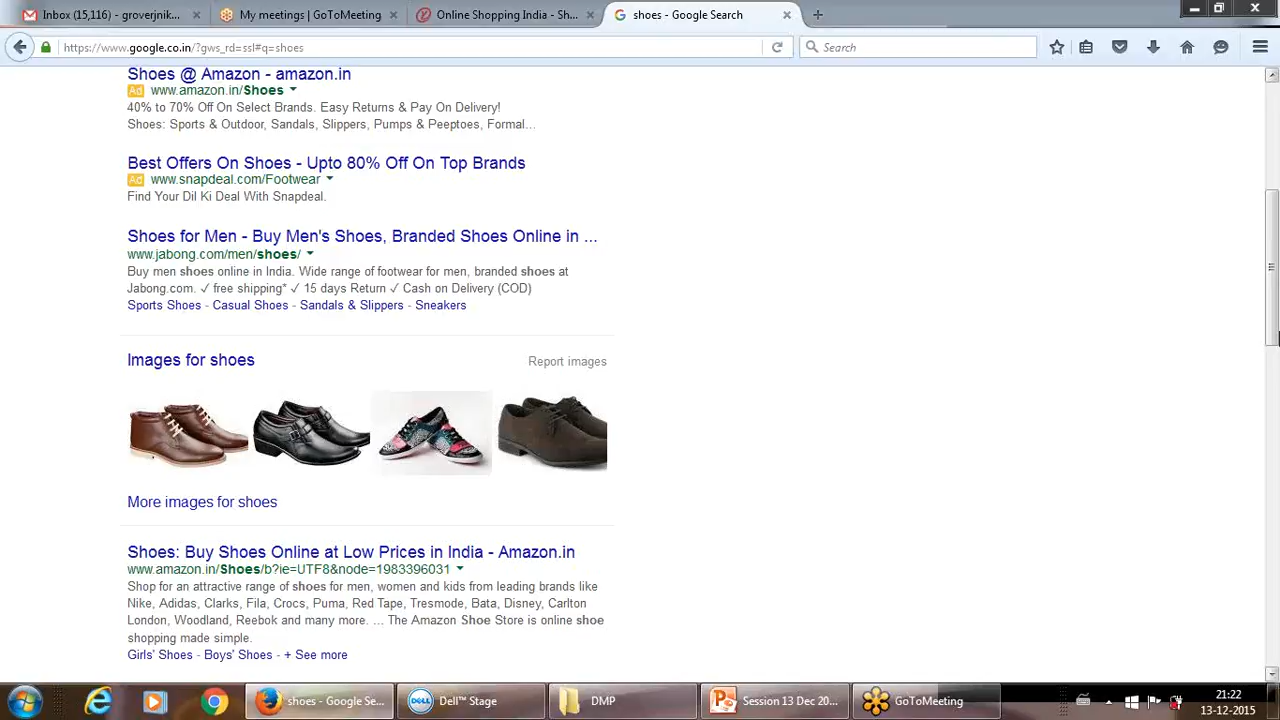 Inbox (15,116) - groverjnik...
My meetings | GoToMeeting
Online Shopping India - Sh...
shoes - Google Search
https://www.google.co.in/?gws_rd=ssl#q=shoes
Search
Shoes @ Amazon - amazon.in
Ad www.amazon.in/Shoes
40% to 70% Off On Select Brands. Easy Returns & Pay On Delivery!
Shoes: Sports & Outdoor, Sandals, Slippers, Pumps & Peeptoes, Formal...
Best Offers On Shoes - Upto 80% Off On Top Brands
Ad www.snapdeal.com/Footwear
Find Your Dil Ki Deal With Snapdeal.
Shoes for Men - Buy Men's Shoes, Branded Shoes Online in ...
www.jabong.com/men/shoes/
Buy men shoes online in India. Wide range of footwear for men, branded shoes at
Jabong.com. ✓ free shipping* ✓ 15 days Return ✓ Cash on Delivery (COD)
Sports Shoes - Casual Shoes - Sandals & Slippers - Sneakers
Images for shoes
Report images
More images for shoes
Shoes: Buy Shoes Online at Low Prices in India - Amazon.in
www.amazon.in/Shoes/b?ie=UTF8&node=1983396031
Shop for an attractive range of shoes for men, women and kids from leading brands like
Nike, Adidas, Clarks, Fila, Crocs, Puma, Red Tape, Tresmode, Bata, Disney, Carlton
London, Woodland, Reebok and many more. ... The Amazon Shoe Store is online shoe
shopping made simple.
Girls' Shoes - Boys' Shoes - + See more
shoes - Google Se...
DELL
Dell™ Stage
DMP
Session 13 Dec 20...
GoToMeeting
21:22
13-12-2015